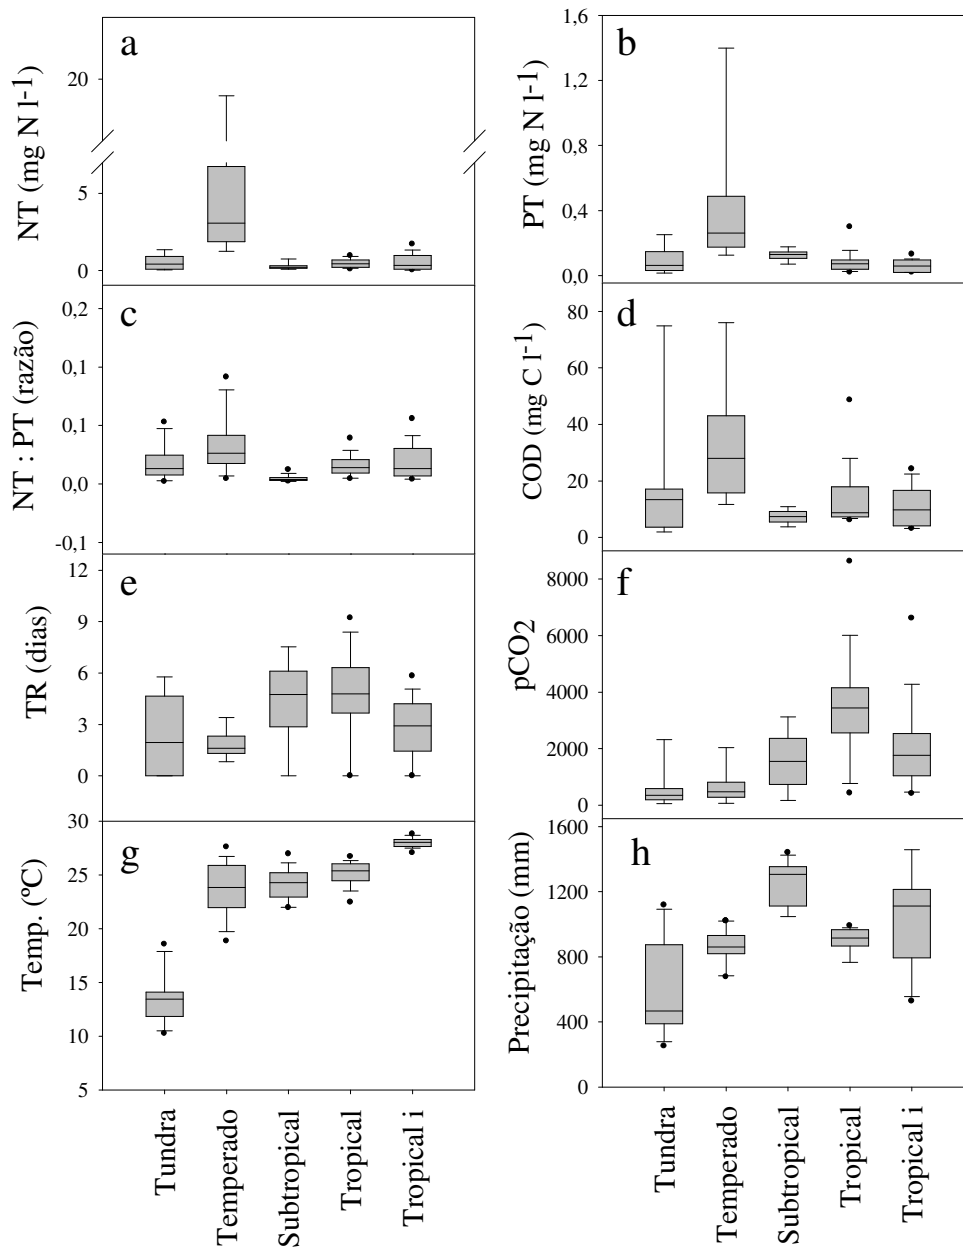 a
NT (mg N l-1)
20
5
0
b
PT (mg N l-1)
1,6
1,2
0,8
0,4
0,0
c
NT : PT (razão)
0,2
0,2
0,1
0,1
0,0
-0,1
d
COD (mg C l-1)
80
60
40
20
0
e
TR (dias)
12
9
6
3
0
f
pCO2
8000
6000
4000
2000
0
g
Temp. (ºC)
30
25
20
15
10
5
h
Precipitação (mm)
1600
1200
800
400
0
Tundra
Temperado
Subtropical
Tropical
Tropical i
Tundra
Temperado
Subtropical
Tropical
Tropical i